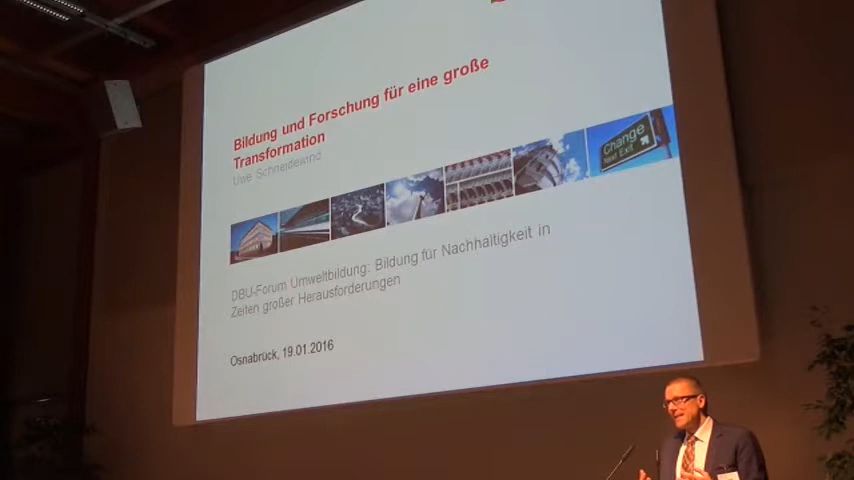 Bildung und Forschung für eine große
Transformation
Uwe Schneidewind
Change
Next Exit
DBU-Forum Umweltbildung: Bildung für Nachhaltigkeit in
Zeiten großer Herausforderungen
Osnabrück, 19.01.2016